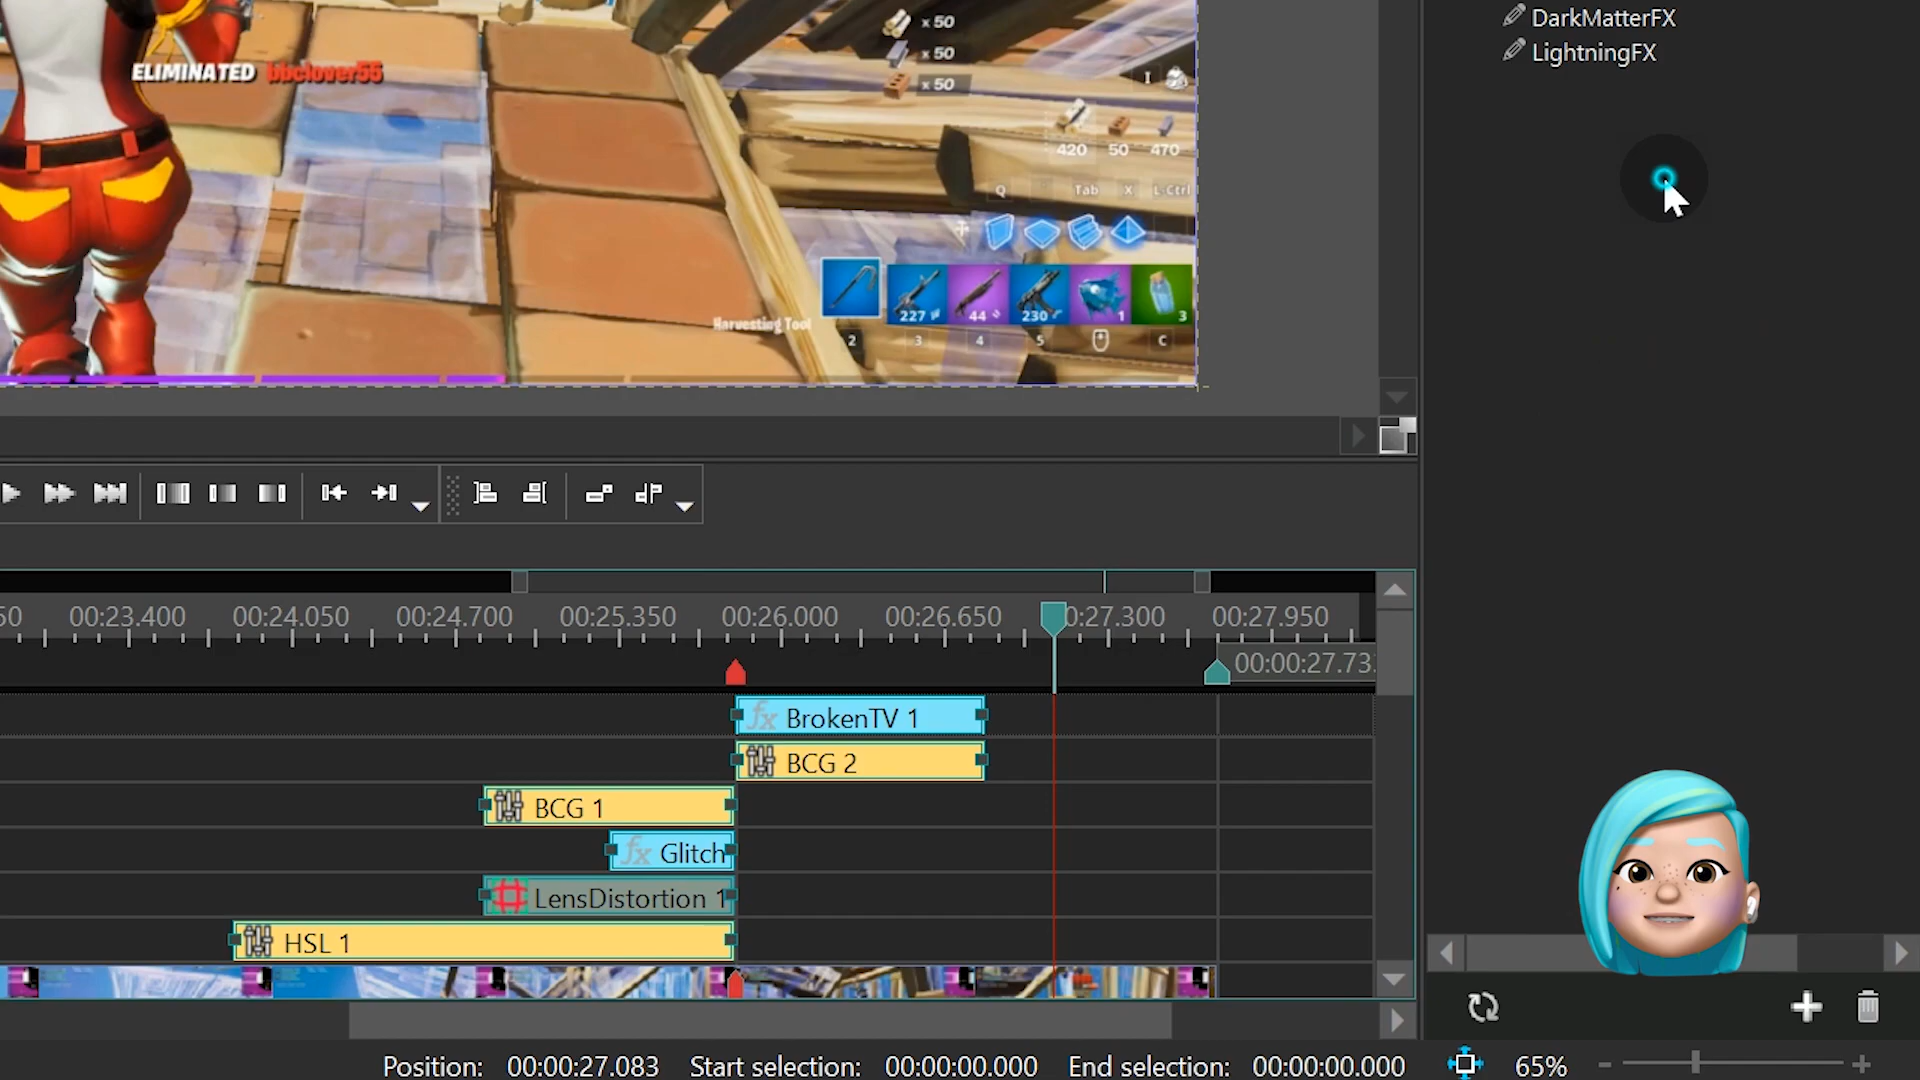 x 50
x 50
x 50
DarkMatterFX
LightningFX
ELIMINATED bbclover55
420 50 470
Q Tab X L-Ctrl
227 44 230 1 3
Harvesting Tool
2 3 4 5 C
50 00:23.400 00:24.050 00:24.700 00:25.350 00:26.000 00:26.650 0:27.300 00:27.950
00:00:27.73
fx BrokenTV 1
BCG 2
BCG 1
fx Glitch
LensDistortion 1
HSL 1
Position: 00:00:27.083 Start selection: 00:00:00.000 End selection: 00:00:00.000 65%